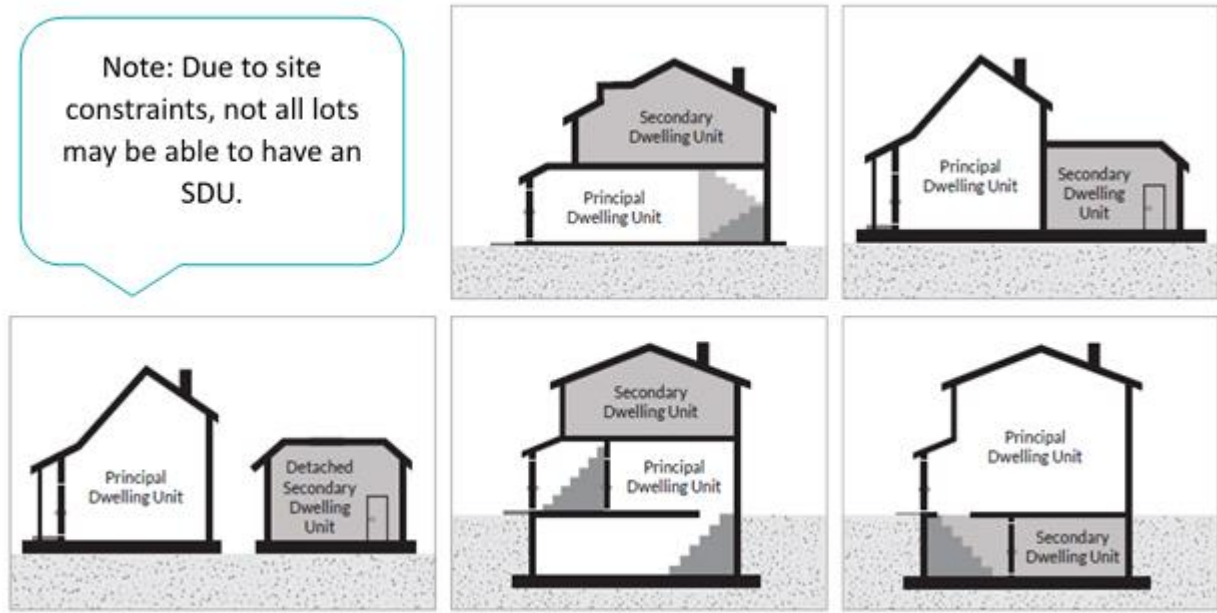 Note: Due to site
constraints, not all lots
may be able to have an
SDU.
Secondary
Dwelling Unit
Principal
Dwelling Unit
Principal
Dwelling Unit
Secondary
Dwelling
Unit
Principal
Dwelling Unit
Detached
Secondary
Dwelling
Unit
Secondary
Dwelling Unit
Principal
Dwelling Unit
Principal
Dwelling Unit
Secondary
Dwelling Unit